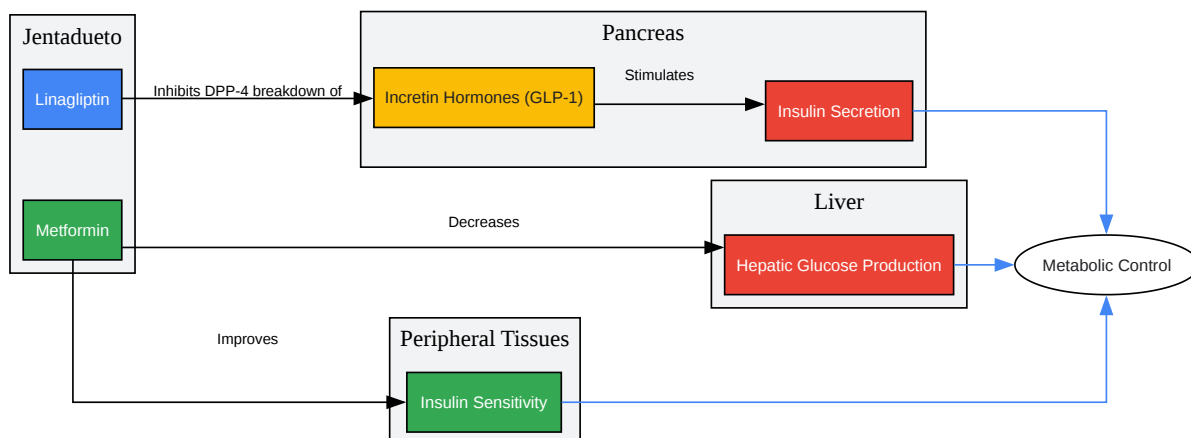 Jentadueto
Pancreas
Linagliptin
Inhibits DPP-4 breakdown of
Incretin Hormones (GLP-1)
Stimulates
Insulin Secretion
Metformin
Decreases
Liver
Hepatic Glucose Production
Metabolic Control
Improves
Peripheral Tissues
Insulin Sensitivity